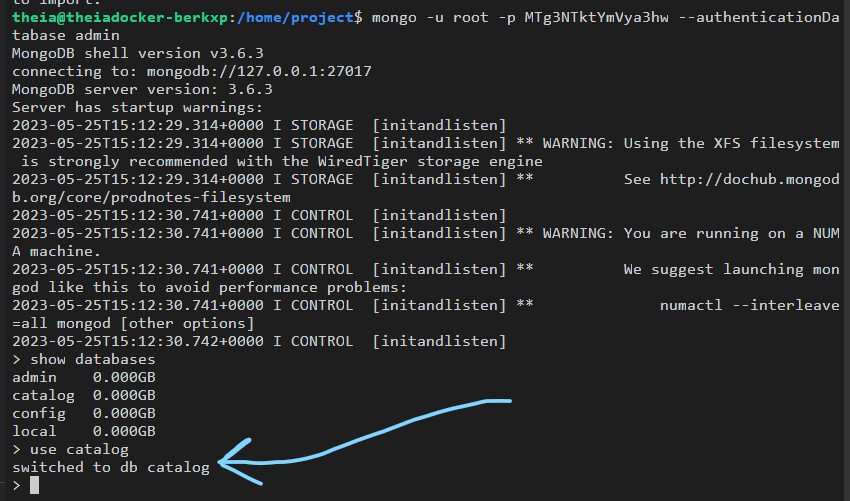 to import.
theia@theiadocker-berkxp:/home/project$ mongo -u root -p MTg3NTktYmVya3hw --authenticationDa
tabase admin
MongoDB shell version v3.6.3
connecting to: mongodb://127.0.0.1:27017
MongoDB server version: 3.6.3
Server has startup warnings:
2023-05-25T15:12:29.314+0000 I STORAGE  [initandlisten]
2023-05-25T15:12:29.314+0000 I STORAGE  [initandlisten] ** WARNING: Using the XFS filesystem
 is strongly recommended with the WiredTiger storage engine
2023-05-25T15:12:29.314+0000 I STORAGE  [initandlisten] **          See http://dochub.mongod
b.org/core/prodnotes-filesystem
2023-05-25T15:12:30.741+0000 I CONTROL  [initandlisten]
2023-05-25T15:12:30.741+0000 I CONTROL  [initandlisten] ** WARNING: You are running on a NUM
A machine.
2023-05-25T15:12:30.741+0000 I CONTROL  [initandlisten] **          We suggest launching mon
god like this to avoid performance problems:
2023-05-25T15:12:30.741+0000 I CONTROL  [initandlisten] **              numactl --interleave
=all mongod [other options]
2023-05-25T15:12:30.742+0000 I CONTROL  [initandlisten]
> show databases
admin    0.000GB
catalog  0.000GB
config   0.000GB
local    0.000GB
> use catalog
switched to db catalog
>